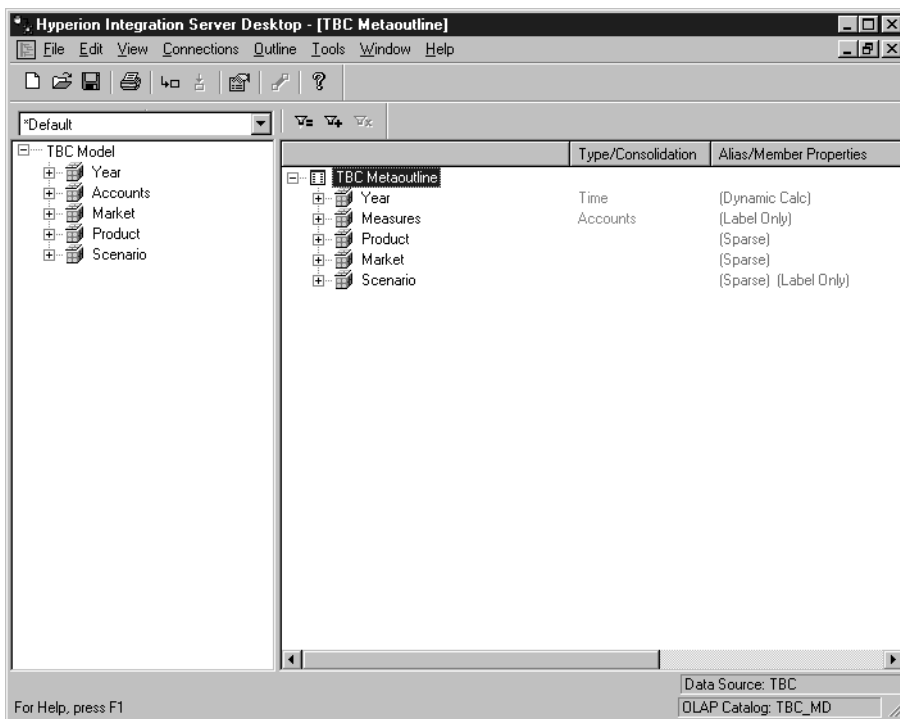 Hyperion Integration Server Desktop - [TBC Metaoutline]
File Edit View Connections Outline Tools Window Help
*Default
TBC Model
Year
Accounts
Market
Product
Scenario
Type/Consolidation Alias/Member Properties
TBC Metaoutline
Year Time (Dynamic Calc)
Measures Accounts (Label Only)
Product (Sparse)
Market (Sparse)
Scenario (Sparse) (Label Only)
Data Source: TBC
For Help, press F1 OLAP Catalog: TBC_MD